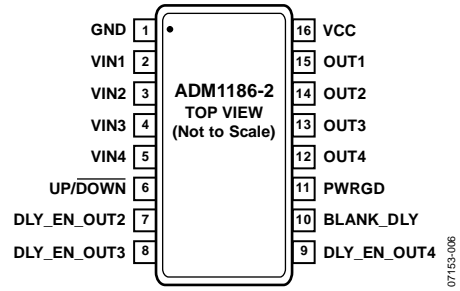 GND 1
VIN1 2
VIN2 3
VIN3 4
VIN4 5
UP/DOWN 6
DLY_EN_OUT2 7
DLY_EN_OUT3 8
ADM1186-2
TOP VIEW
(Not to Scale)
16 VCC
15 OUT1
14 OUT2
13 OUT3
12 OUT4
11 PWRGD
10 BLANK_DLY
9 DLY_EN_OUT4
07153-006